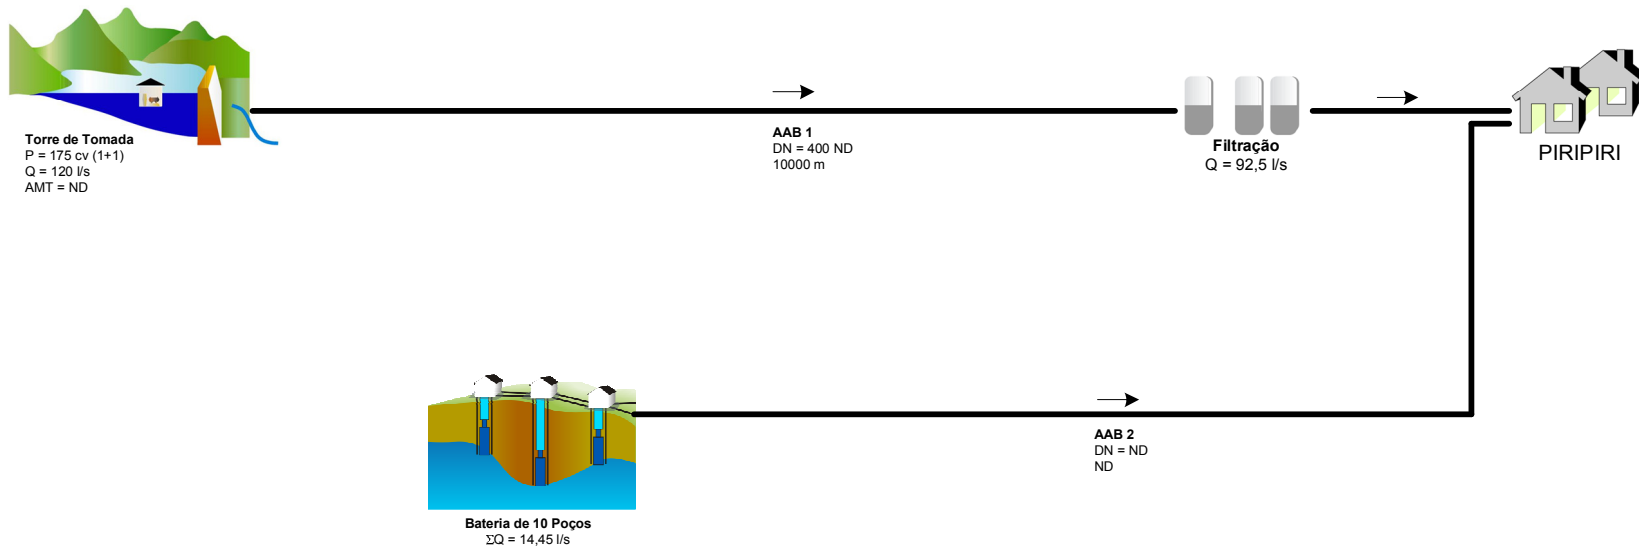 Torre de Tomada
P = 175 cv (1+1)
Q = 120 l/s
AMT = ND
AAB 1
DN = 400 ND
10000 m
Filtração
Q = 92,5 l/s
PIRIPIRI
AAB 2
DN = ND
ND
Bateria de 10 Poços
ΣQ = 14,45 l/s